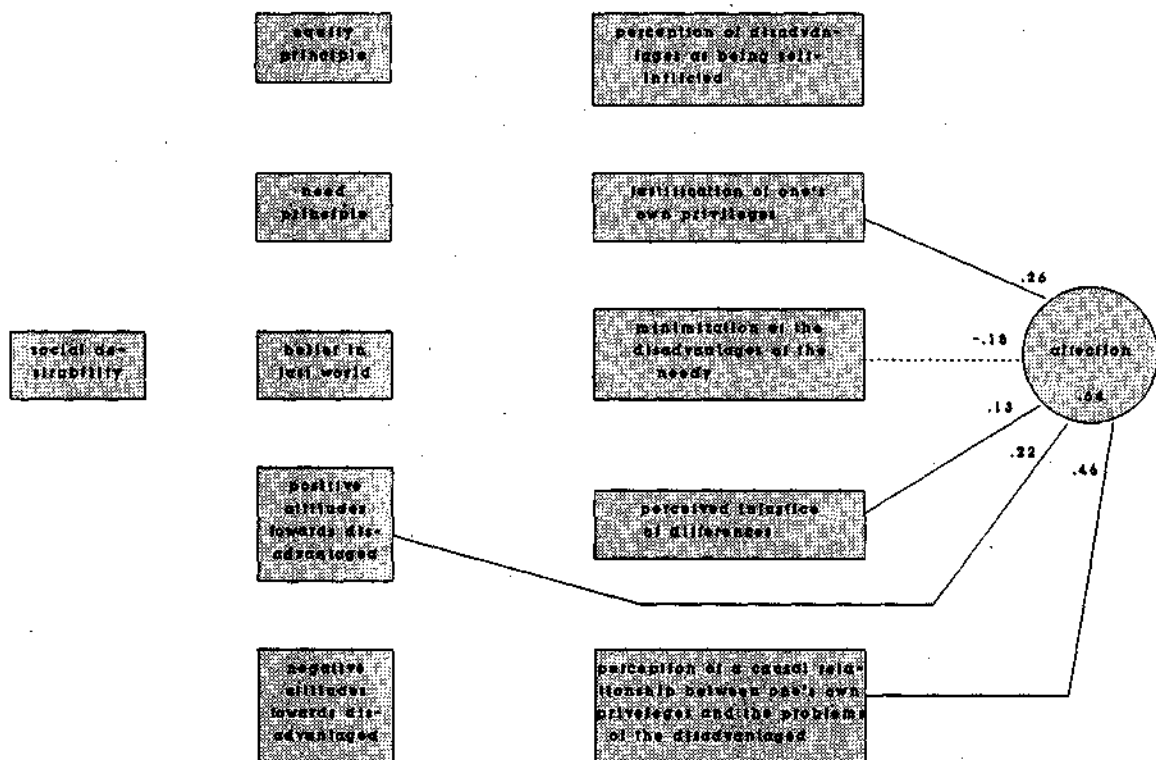 equity
principle
perception of disadvan-
tages as being self-
inflicted
need
principle
justification of one's
own privileges
.26
social de-
sirability
belief in
just world
minimization of the
disadvantages of the
needy
-.18
.13
.22
.46
positive
attitudes
towards dis-
advantaged
perceived injustice
of differences
negative
attitudes
towards dis-
advantaged
perception of a causal rela-
tionship between one's own
privileges and the problems
of the disadvantaged